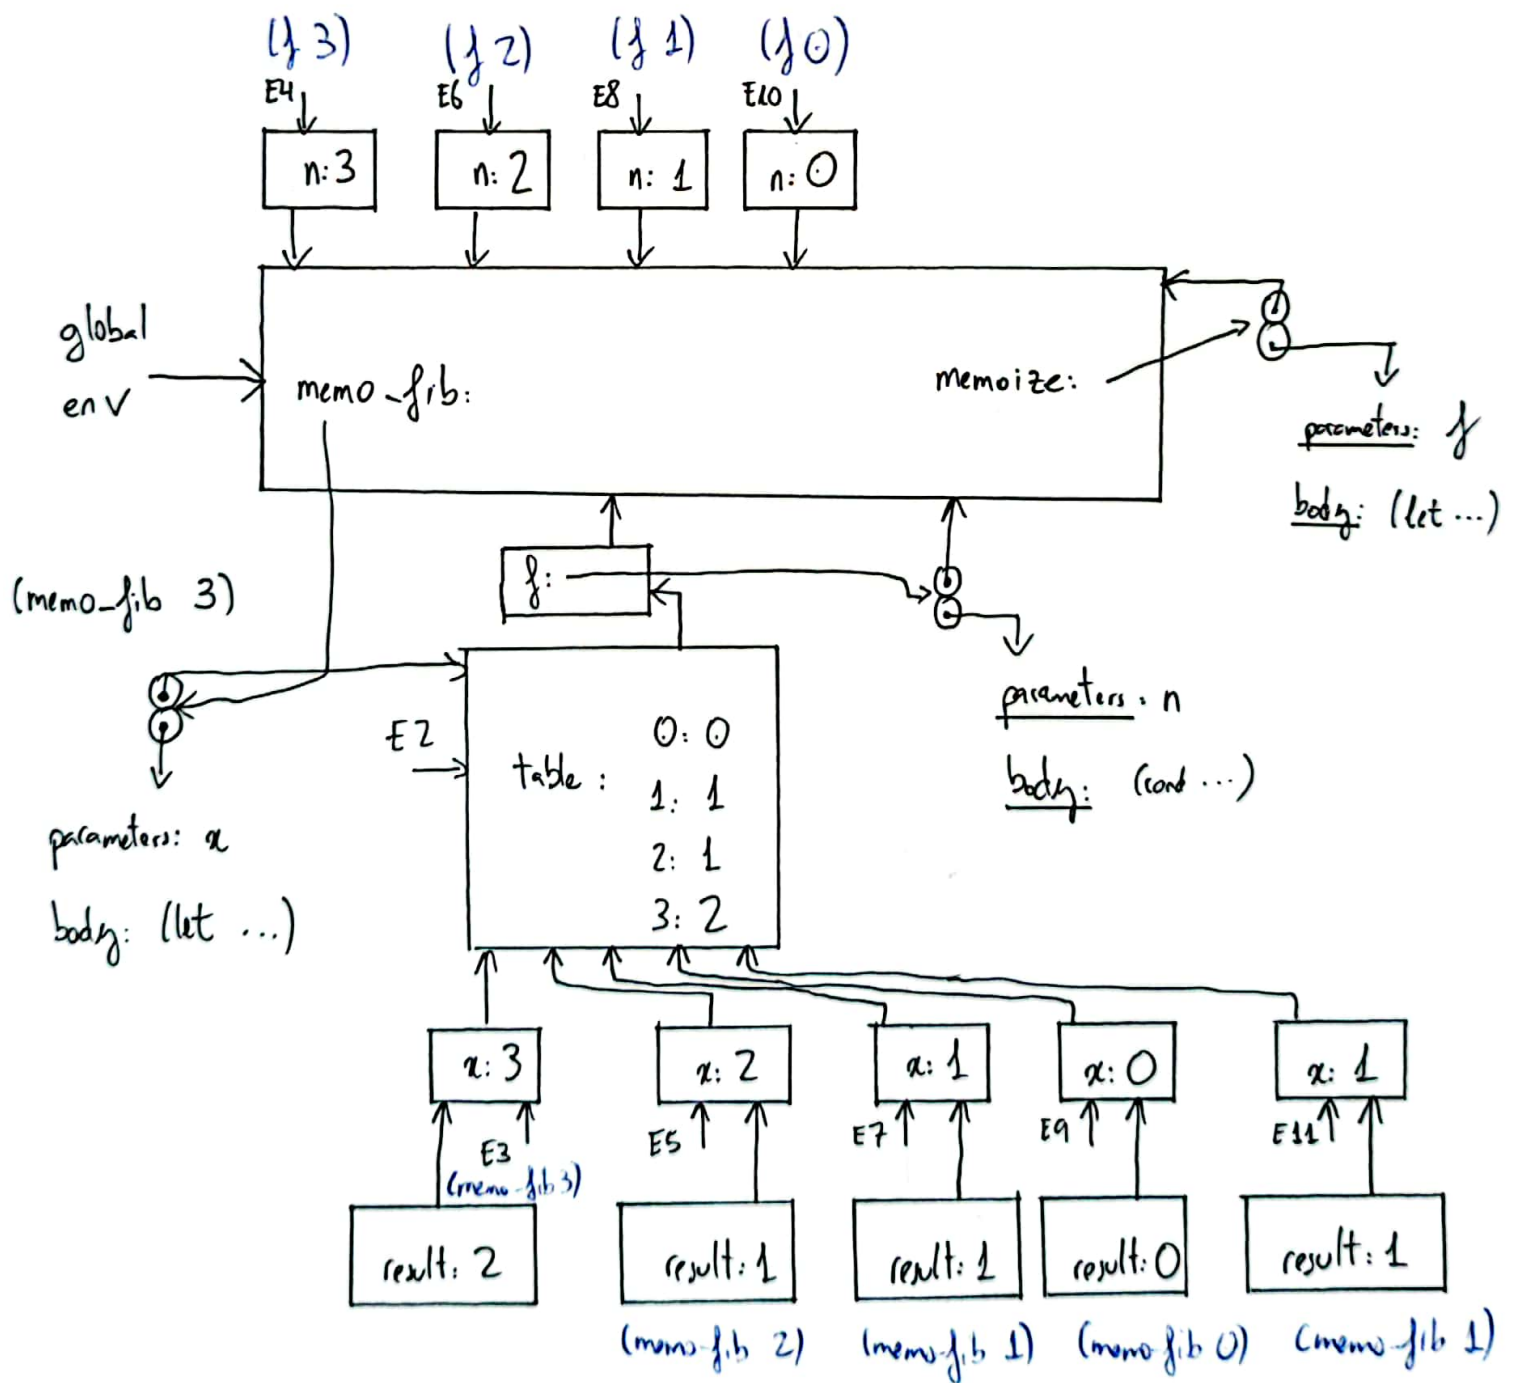 (f 3) (f 2) (f 1) (f 0)
E4 E6 E8 E10
n: 3 n: 2 n: 1 n: 0
global
env
memo-fib:
memoize:
parameters: f
body: (let ...)
(memo-fib 3)
f:
parameters: n
body: (cond ...)
E2
table:
0: 0
1: 1
2: 1
3: 2
parameters: x
body: (let ...)
x: 3 x: 2 x: 1 x: 0 x: 1
E3 E5 E7 E9 E11
(memo-fib 3)
result: 2 result: 1 result: 1 result: 0 result: 1
(memo-fib 2) (memo-fib 1) (memo-fib 0) (memo-fib 1)